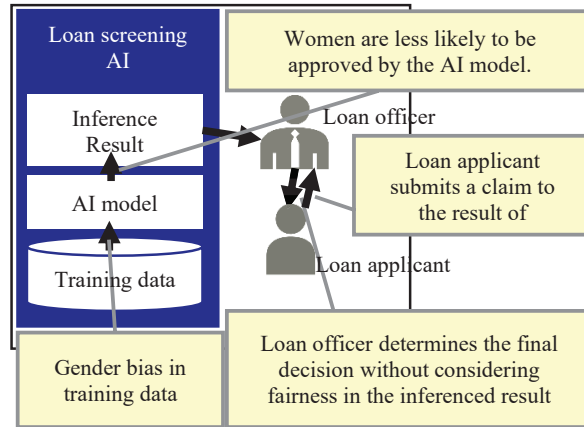 Loan screening
AI
Women are less likely to be
approved by the AI model.
Inference
Result
Loan officer
Loan applicant
submits a claim to
the result of
AI model
Loan applicant
Training data
Gender bias in
training data
Loan officer determines the final
decision without considering
fairness in the inferenced result